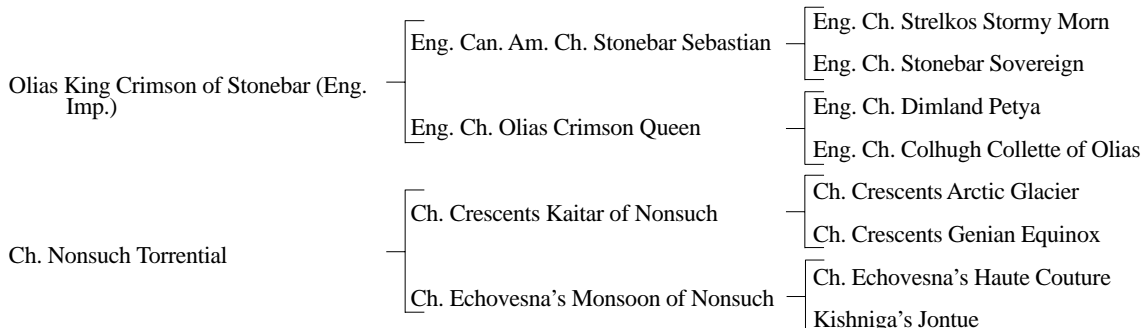 Eng. Ch. Strelkos Stormy Morn
Eng. Can. Am. Ch. Stonebar Sebastian
Eng. Ch. Stonebar Sovereign
Olias King Crimson of Stonebar (Eng.
Imp.)
Eng. Ch. Dimland Petya
Eng. Ch. Olias Crimson Queen
Eng. Ch. Colhugh Collette of Olias
Ch. Crescents Arctic Glacier
Ch. Crescents Kaitar of Nonsuch
Ch. Crescents Genian Equinox
Ch. Nonsuch Torrential
Ch. Echovesna’s Haute Couture
Ch. Echovesna’s Monsoon of Nonsuch
Kishniga’s Jontue